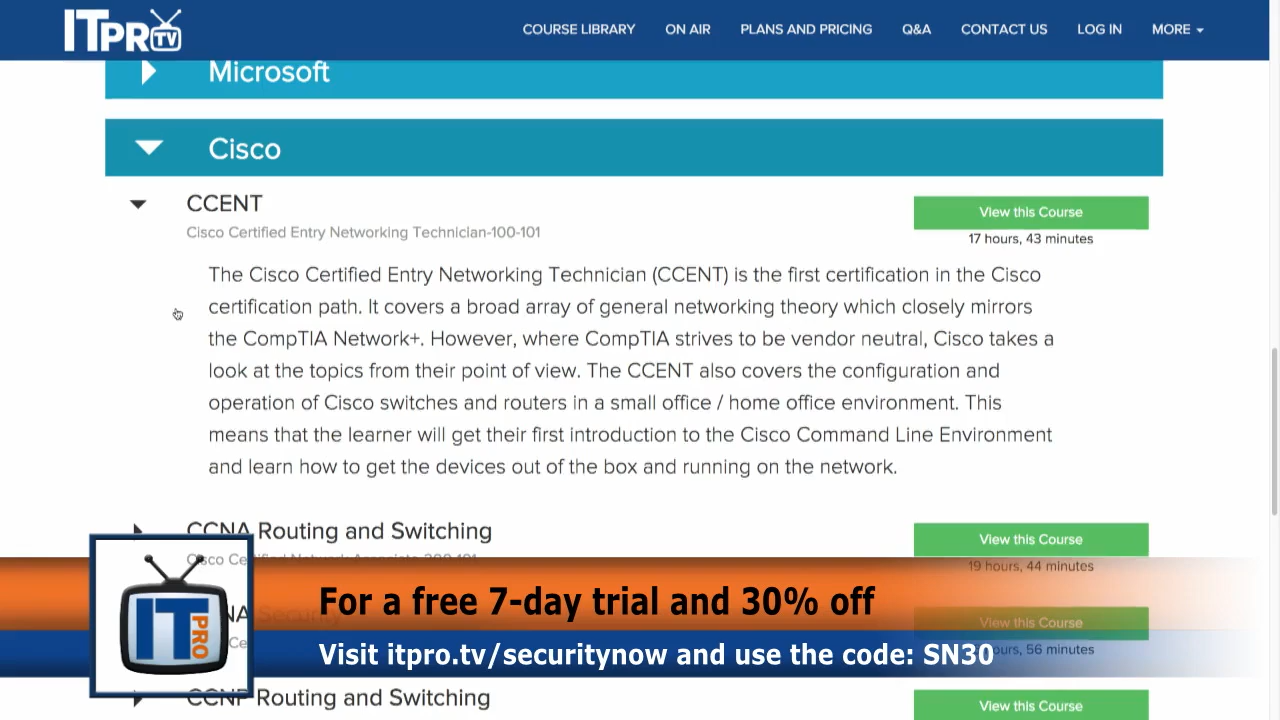 ITPRO TV
COURSE LIBRARY ON AIR PLANS AND PRICING Q&A CONTACT US LOG IN MORE
Microsoft
Cisco
CCENT
View this Course
Cisco Certified Entry Networking Technician-100-101
17 hours, 43 minutes
The Cisco Certified Entry Networking Technician (CCENT) is the first certification in the Cisco
certification path. It covers a broad array of general networking theory which closely mirrors
the CompTIA Network+. However, where CompTIA strives to be vendor neutral, Cisco takes a
look at the topics from their point of view. The CCENT also covers the configuration and
operation of Cisco switches and routers in a small office / home office environment. This
means that the learner will get their first introduction to the Cisco Command Line Environment
and learn how to get the devices out of the box and running on the network.
CCNA Routing and Switching
View this Course
19 hours, 44 minutes
IT PRO
For a free 7-day trial and 30% off
View this Course
Visit itpro.tv/securitynow and use the code: SN30
hours, 56 minutes
CCNP Routing and Switching
View this Course